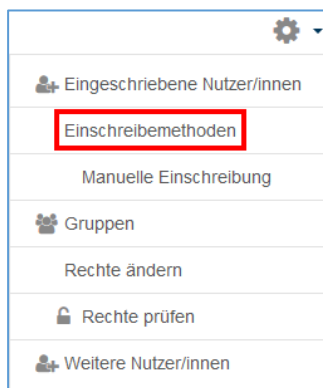 Eingeschriebene Nutzer/innen
Einschreibemethoden
Manuelle Einschreibung
Gruppen
Rechte ändern
Rechte prüfen
Weitere Nutzer/innen